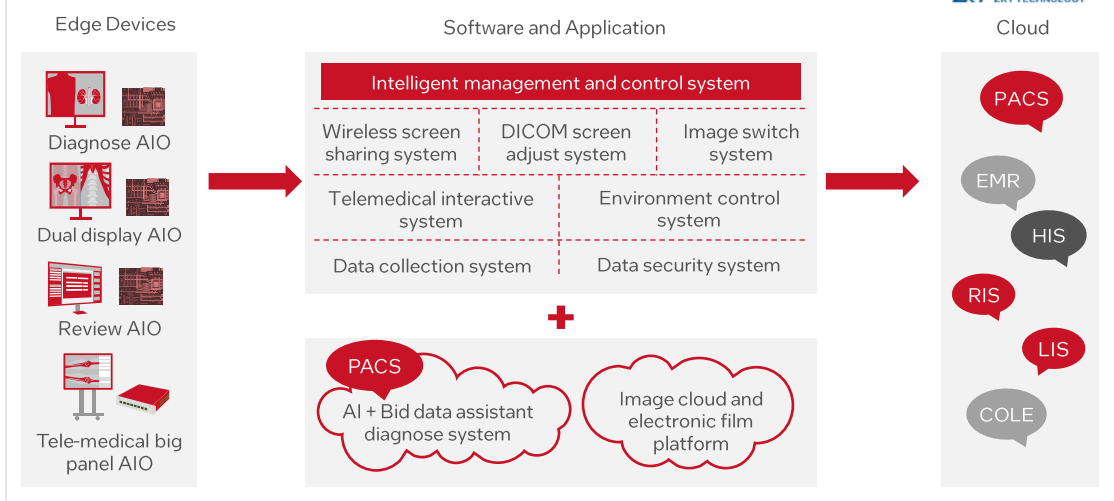 Edge Devices
Software and Application
Cloud
Diagnose AIO
Dual display AIO
Review AIO
Tele-medical big
panel AIO
Intelligent management and control system
Wireless screen
sharing system
DICOM screen
adjust system
Image switch
system
Telemedical interactive
system
Environment control
system
Data collection system
Data security system
PACS
AI + Bid data assistant
diagnose system
Image cloud and
electronic film
platform
PACS
EMR
HIS
RIS
LIS
COLE